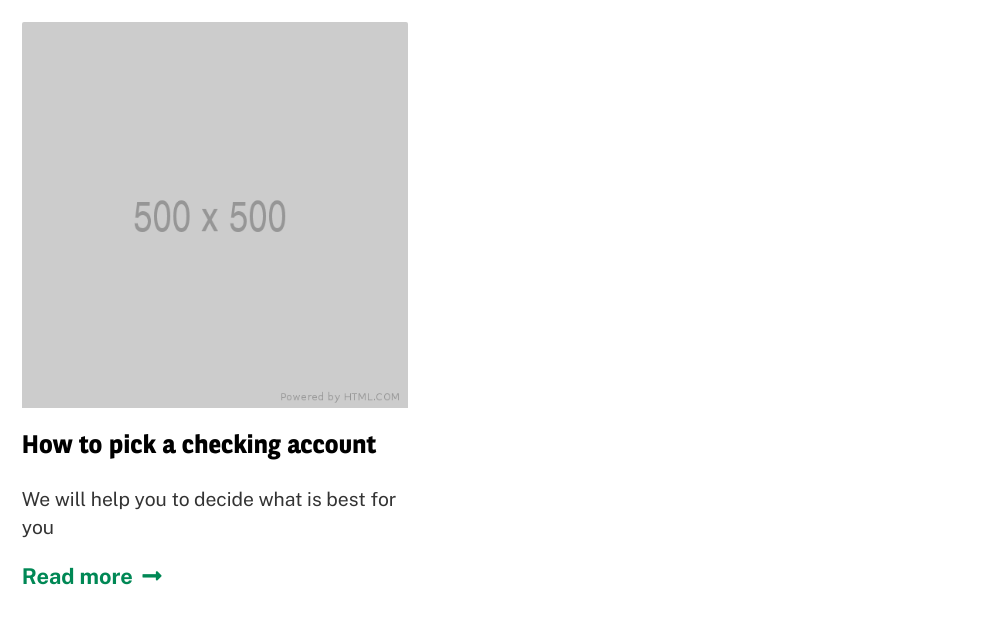 500 x 500
Powered by HTML.COM
How to pick a checking account
We will help you to decide what is best for
you
Read more